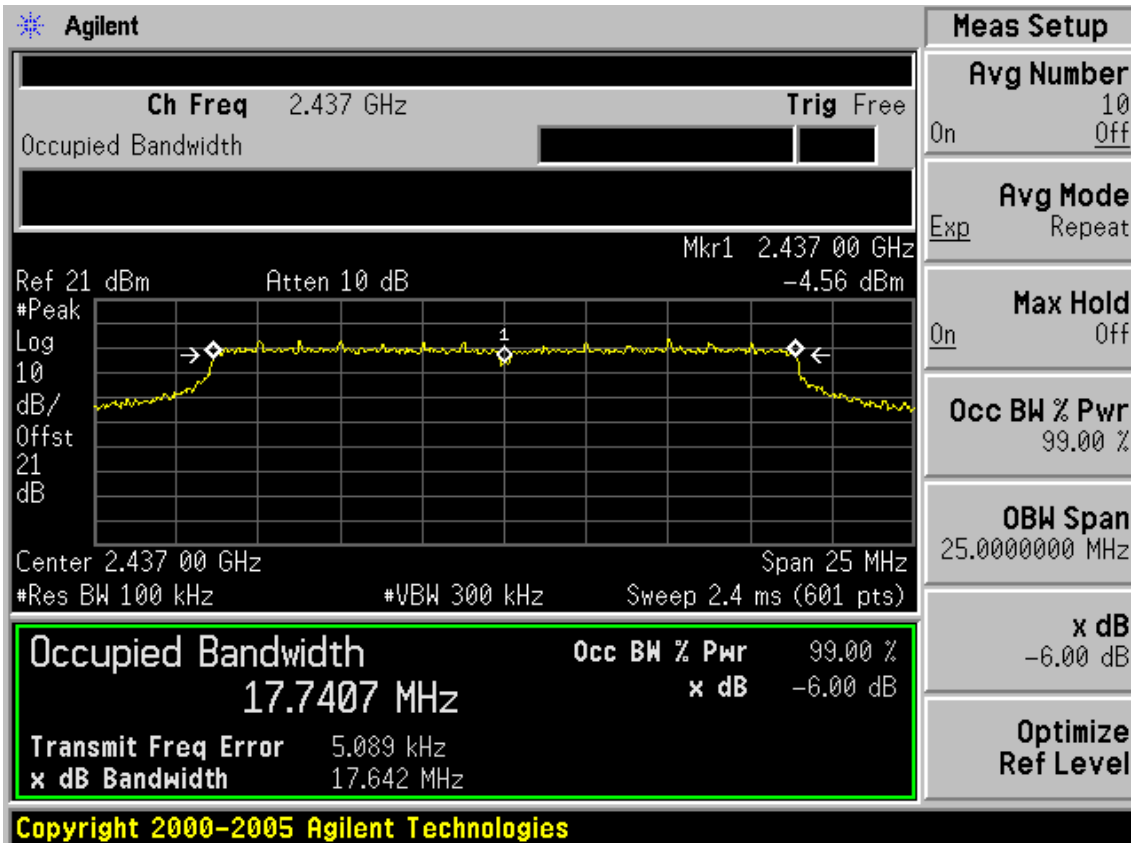 Agilent
Ch Freq 2.437 GHz Trig Free
Occupied Bandwidth
Mkr1 2.437 00 GHz
Ref 21 dBm Atten 10 dB -4.56 dBm
#Peak
Log
10
dB/
Offst
21
dB
1
Center 2.437 00 GHz Span 25 MHz
#Res BW 100 kHz #VBW 300 kHz Sweep 2.4 ms (601 pts)
Occupied Bandwidth Occ BW % Pwr 99.00 %
17.7407 MHz x dB -6.00 dB
Transmit Freq Error 5.089 kHz
x dB Bandwidth 17.642 MHz
Copyright 2000-2005 Agilent Technologies
Meas Setup
Avg Number
10
On Off
Avg Mode
Exp Repeat
Max Hold
On Off
Occ BW % Pwr
99.00 %
OBW Span
25.0000000 MHz
x dB
-6.00 dB
Optimize
Ref Level